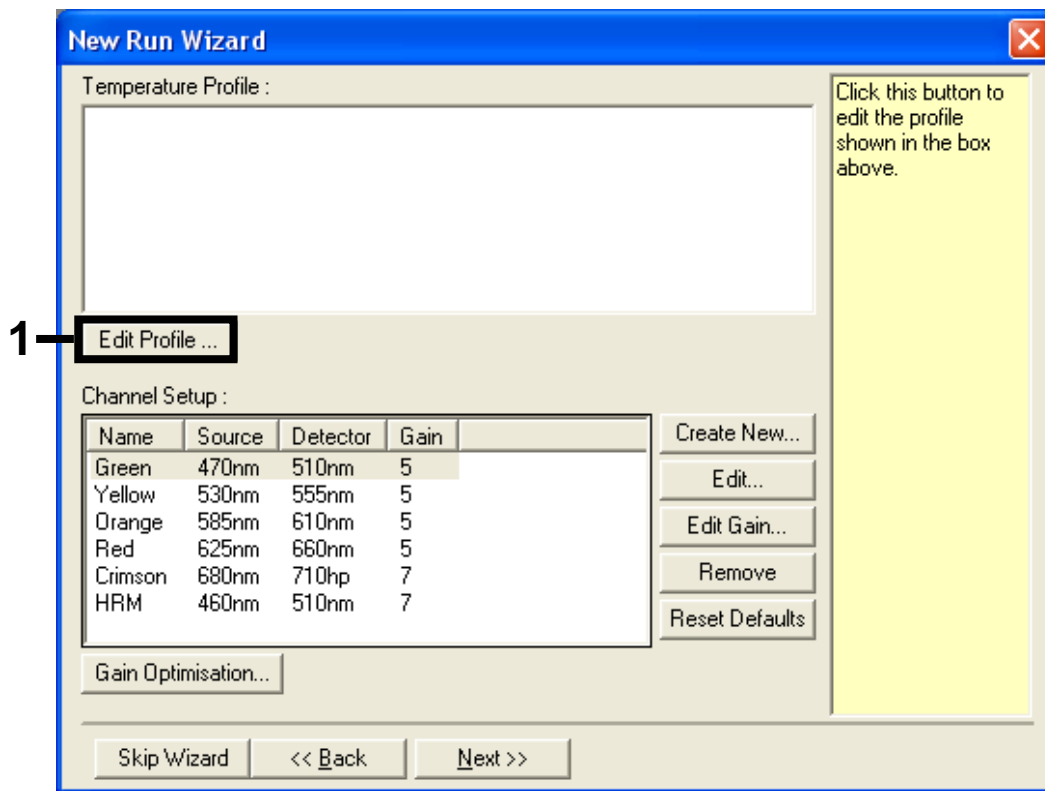 New Run Wizard
Temperature Profile :
Click this button to
edit the profile
shown in the box
above.
1
Edit Profile ...
Channel Setup :
Name Source Detector Gain
Green 470nm 510nm 5
Yellow 530nm 555nm 5
Orange 585nm 610nm 5
Red 625nm 660nm 5
Crimson 680nm 710hp 7
HRM 460nm 510nm 7
Create New...
Edit...
Edit Gain...
Remove
Reset Defaults
Gain Optimisation...
Skip Wizard << Back Next >>